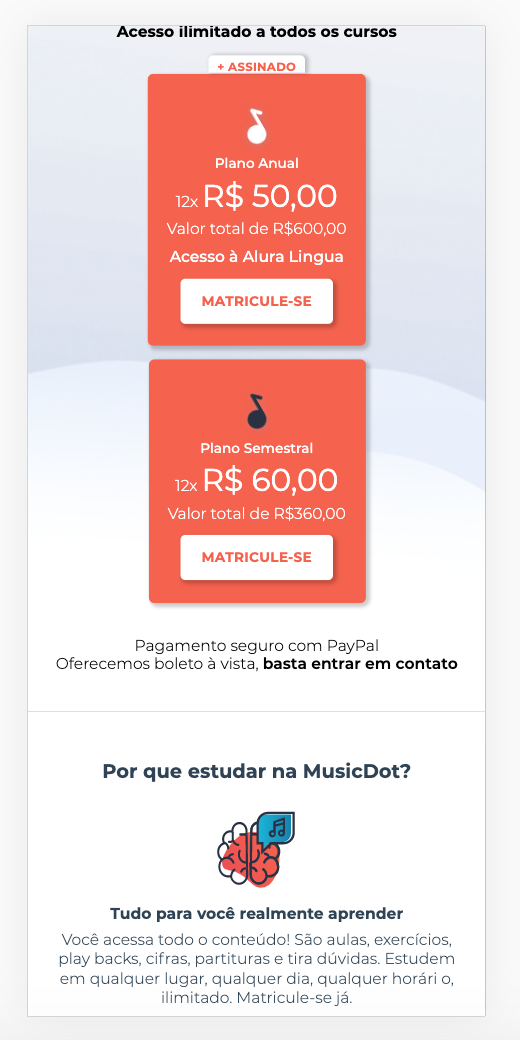 Acesso ilimitado a todos os cursos
+ ASSINADO
Plano Anual
12x R$ 50,00
Valor total de R$600,00
Acesso à Alura Lingua
MATRICULE-SE
Plano Semestral
12x R$ 60,00
Valor total de R$360,00
MATRICULE-SE
Pagamento seguro com PayPal
Oferecemos boleto à vista, basta entrar em contato
Por que estudar na MusicDot?
Tudo para você realmente aprender
Você acessa todo o conteúdo! São aulas, exercícios,
play backs, cifras, partituras e tira dúvidas. Estudem
em qualquer lugar, qualquer dia, qualquer horári o,
ilimitado. Matricule-se já.